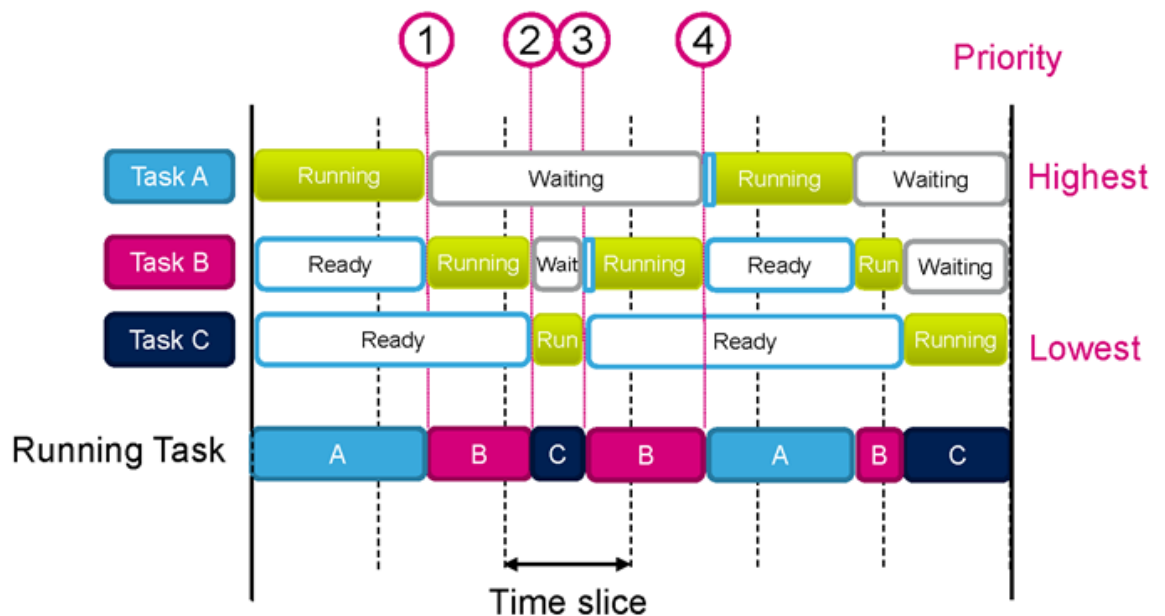 1 2 3 4
Priority
Task A Running Waiting Running Waiting Highest
Task B Ready Running Wait Running Ready Run Waiting
Task C Ready Run Ready Running Lowest
Running Task A B C B A B C
Time slice